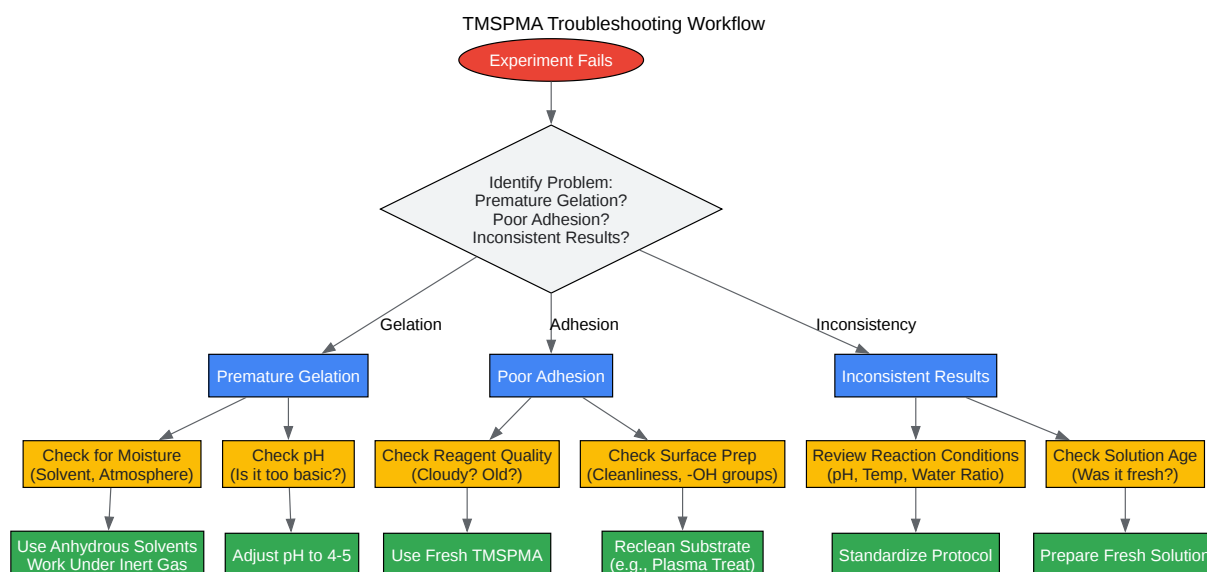 TMSPMA Troubleshooting Workflow
Experiment Fails
Identify Problem:
Premature Gelation?
Poor Adhesion?
Inconsistent Results?
Gelation
Adhesion
Inconsistency
Premature Gelation
Poor Adhesion
Inconsistent Results
Check for Moisture
(Solvent, Atmosphere)
Check pH
(Is it too basic?)
Check Reagent Quality
(Cloudy? Old?)
Check Surface Prep
(Cleanliness, -OH groups)
Review Reaction Conditions
(pH, Temp, Water Ratio)
Check Solution Age
(Was it fresh?)
Use Anhydrous Solvents
Work Under Inert Gas
Adjust pH to 4-5
Use Fresh TMSPMA
Reclean Substrate
(e.g., Plasma Treat)
Standardize Protocol
Prepare Fresh Solution